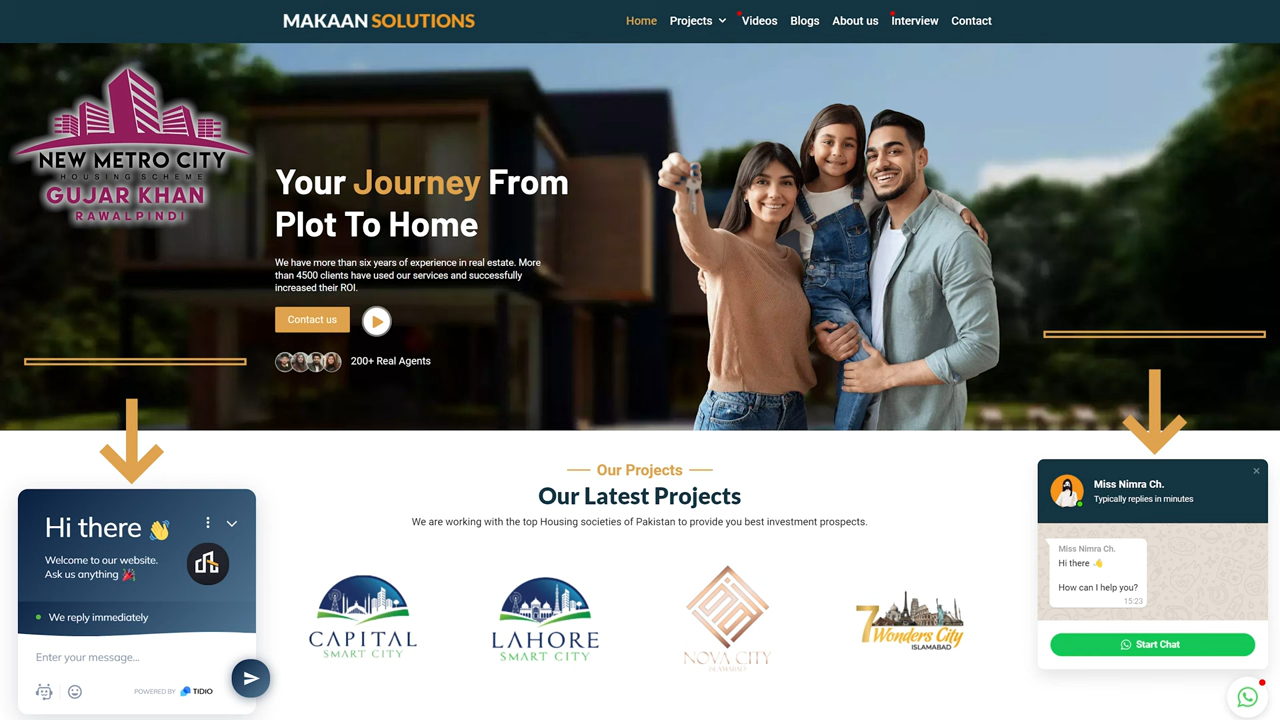 MAKAAN SOLUTIONS
Home Projects Videos Blogs About us Interview Contact
NEW METRO CITY
HOUSING SCHEME
GUJAR KHAN
RAWALPINDI
Your Journey From
Plot To Home
We have more than six years of experience in real estate. More
than 4500 clients have used our services and successfully
increased their ROI.
Contact us
200+ Real Agents
Our Projects
Our Latest Projects
We are working with the top Housing societies of Pakistan to provide you best investment prospects.
CAPITAL
SMART CITY
LAHORE
SMART CITY
NOVA CITY
ISLAMABAD
7 Wonders City
ISLAMABAD
Hi there 👋
Welcome to our website.
Ask us anything 🎉
We reply immediately
Enter your message...
POWERED BY TIDIO
Miss Nimra Ch.
Typically replies in minutes
×
Miss Nimra Ch.
Hi there 👋
How can I help you?
15:23
Start Chat